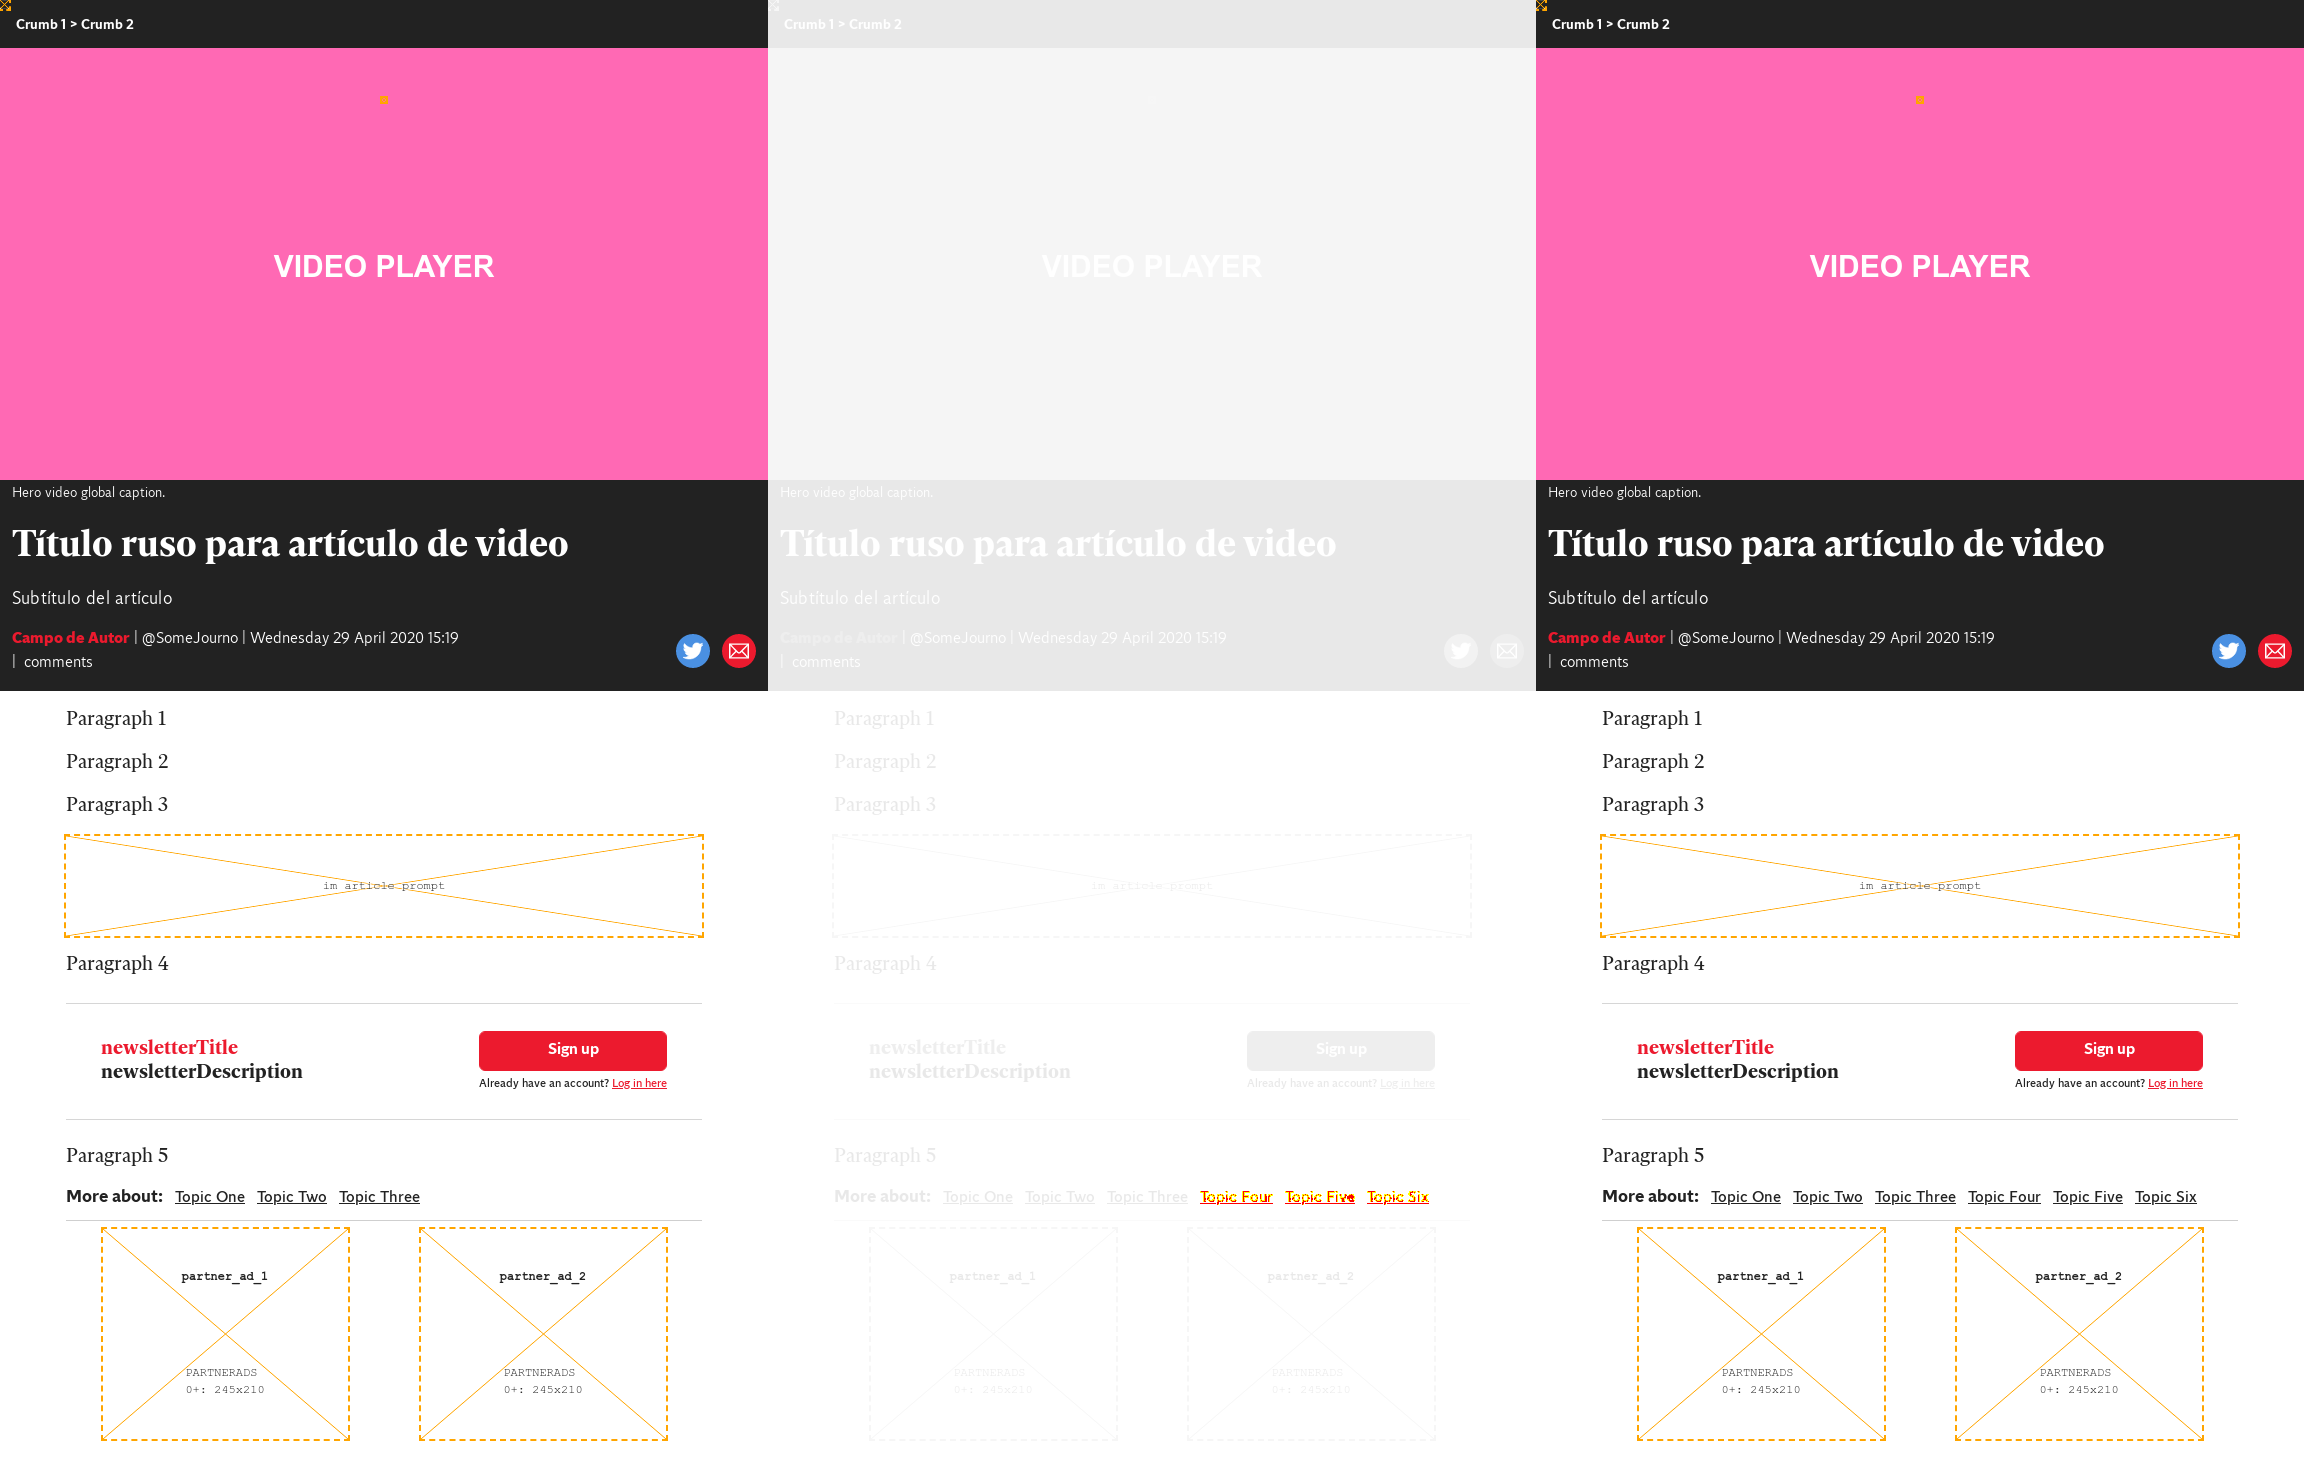 Crumb 1 > Crumb 2
VIDEO PLAYER
Hero video global caption.
Título ruso para artículo de video
Subtítulo del artículo
Campo de Autor | @SomeJourno | Wednesday 29 April 2020 15:19
| comments
Paragraph 1
Paragraph 2
Paragraph 3
im article prompt
Paragraph 4
newsletterTitle
newsletterDescription
Sign up
Already have an account? Log in here
Paragraph 5
More about: Topic One Topic Two Topic Three
partner_ad_1
PARTNERADS
0+: 245x210
partner_ad_2
PARTNERADS
0+: 245x210
Crumb 1 > Crumb 2
VIDEO PLAYER
Hero video global caption.
Título ruso para artículo de video
Subtítulo del artículo
Campo de Autor | @SomeJourno | Wednesday 29 April 2020 15:19
| comments
Paragraph 1
Paragraph 2
Paragraph 3
im article prompt
Paragraph 4
newsletterTitle
newsletterDescription
Sign up
Already have an account? Log in here
Paragraph 5
More about: Topic One Topic Two Topic Three Topic Four Topic Five Topic Six
partner_ad_1
PARTNERADS
0+: 245x210
partner_ad_2
PARTNERADS
0+: 245x210
Crumb 1 > Crumb 2
VIDEO PLAYER
Hero video global caption.
Título ruso para artículo de video
Subtítulo del artículo
Campo de Autor | @SomeJourno | Wednesday 29 April 2020 15:19
| comments
Paragraph 1
Paragraph 2
Paragraph 3
im article prompt
Paragraph 4
newsletterTitle
newsletterDescription
Sign up
Already have an account? Log in here
Paragraph 5
More about: Topic One Topic Two Topic Three Topic Four Topic Five Topic Six
partner_ad_1
PARTNERADS
0+: 245x210
partner_ad_2
PARTNERADS
0+: 245x210